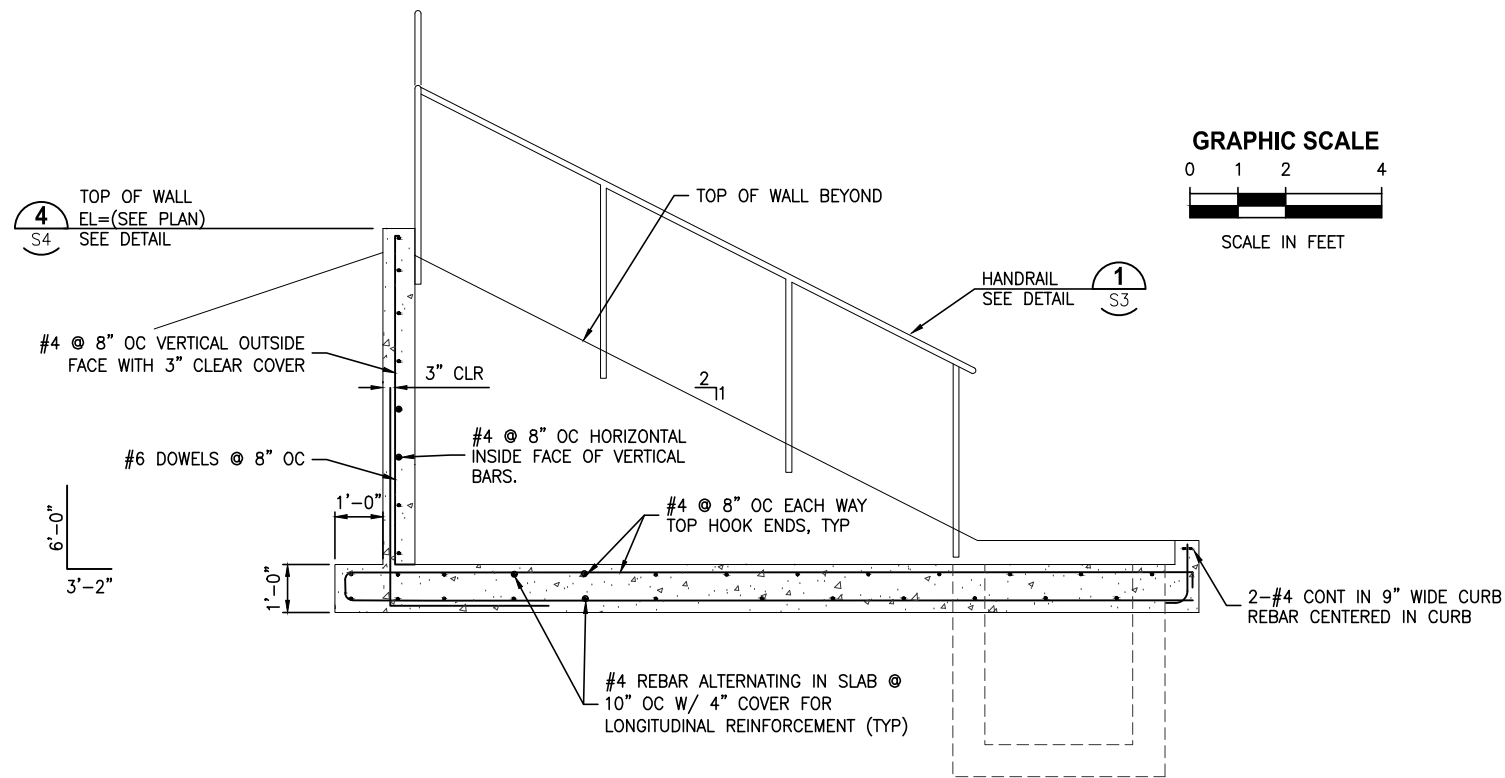 GRAPHIC SCALE
0 1 2 4
SCALE IN FEET
4
S4
TOP OF WALL
EL=(SEE PLAN)
SEE DETAIL
TOP OF WALL BEYOND
HANDRAIL
SEE DETAIL
1
S3
#4 @ 8" OC VERTICAL OUTSIDE
FACE WITH 3" CLEAR COVER
3" CLR
2
1
#6 DOWELS @ 8" OC
#4 @ 8" OC HORIZONTAL
INSIDE FACE OF VERTICAL
BARS.
1'-0"
#4 @ 8" OC EACH WAY
TOP HOOK ENDS, TYP
6'-0"
3'-2"
1'-0"
2-#4 CONT IN 9" WIDE CURB
REBAR CENTERED IN CURB
#4 REBAR ALTERNATING IN SLAB @
10" OC W/ 4" COVER FOR
LONGITUDINAL REINFORCEMENT (TYP)